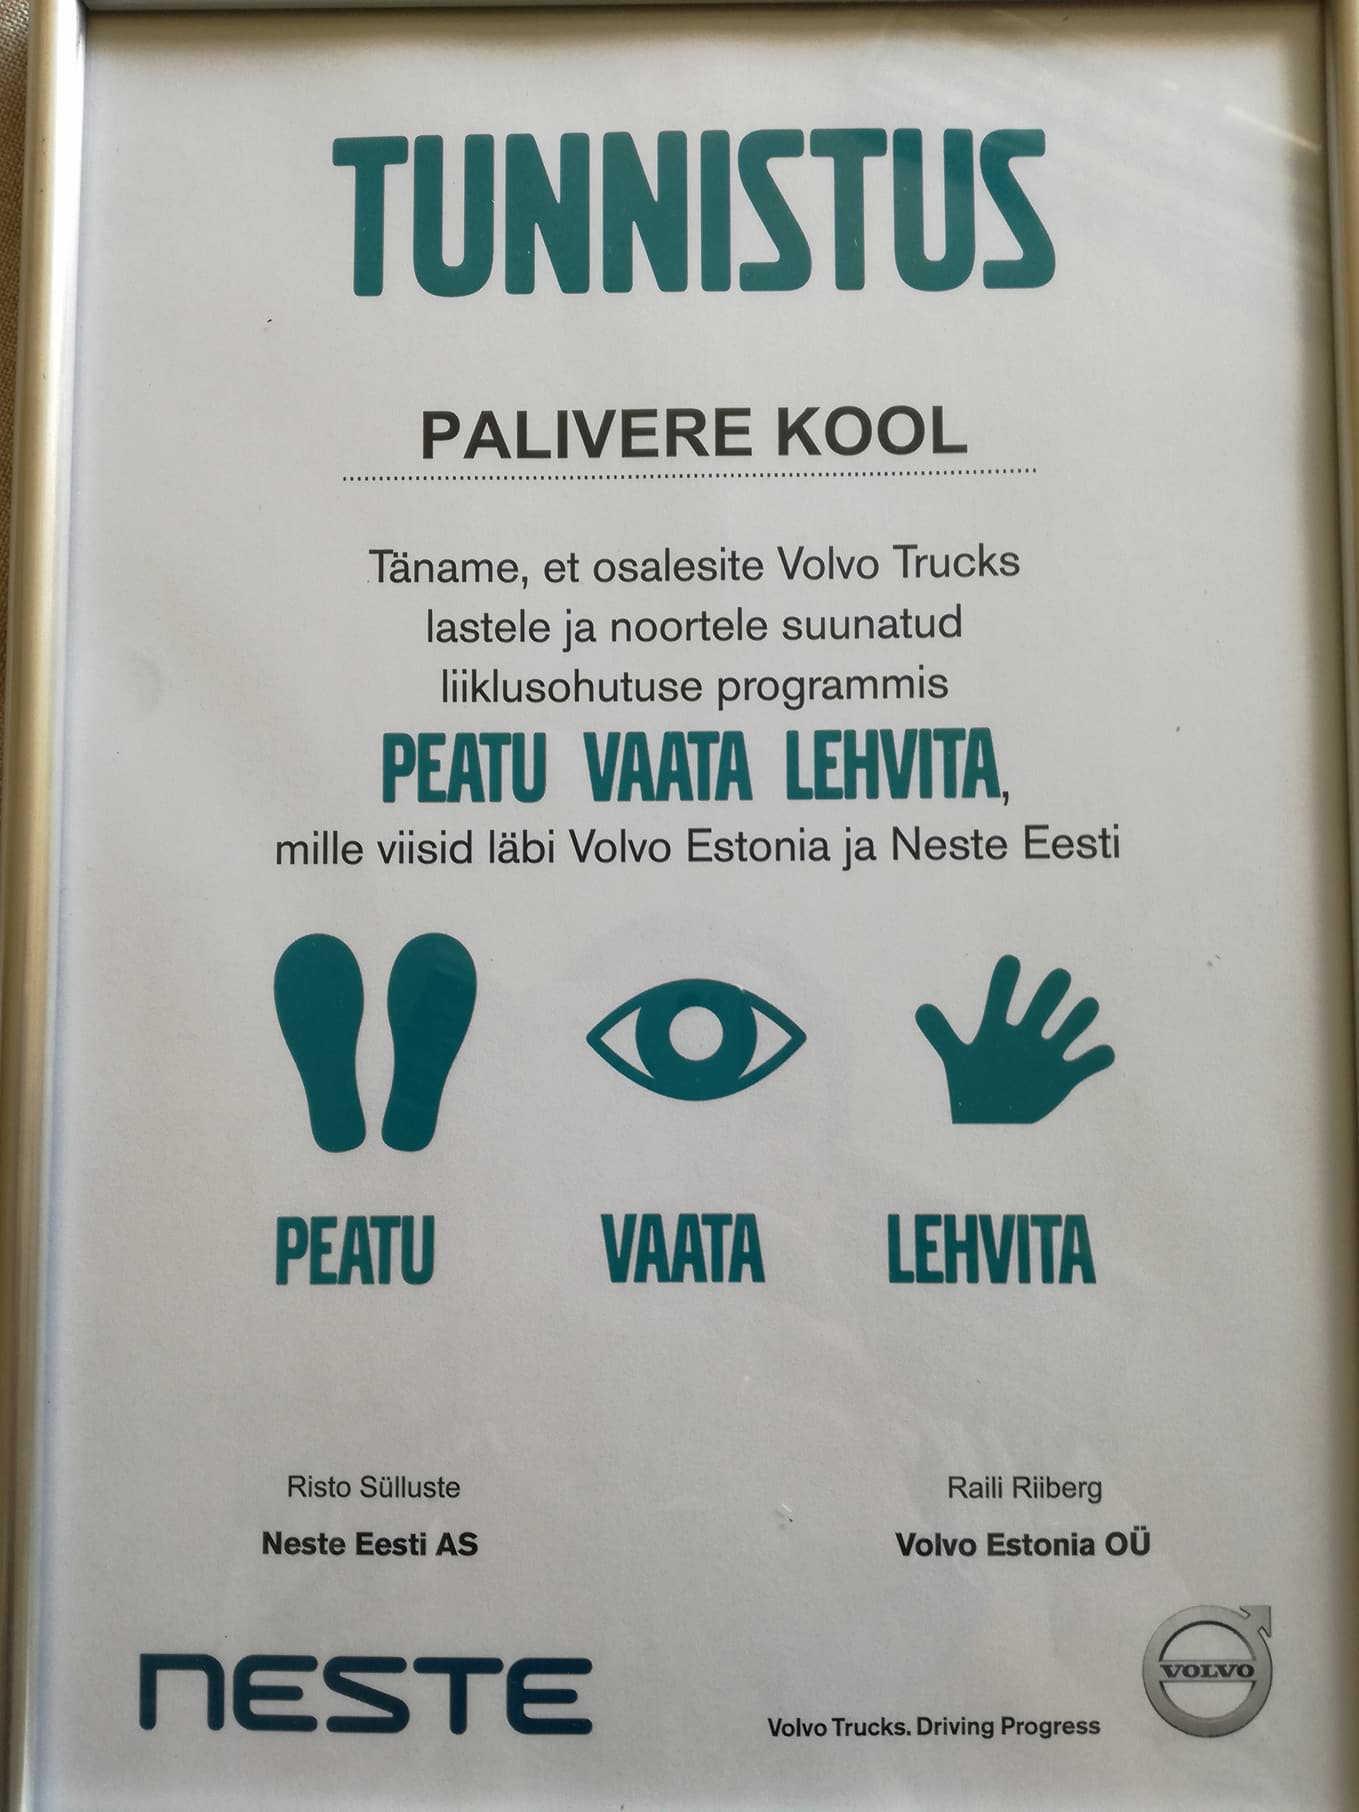 TUNNISTUS
PALIVERE KOOL
Täname, et osalesite Volvo Trucks
lastele ja noortele suunatud
liiklusohutuse programmis
PEATU VAATA LEHVITA,
mille viisid läbi Volvo Estonia ja Neste Eesti
PEATU VAATA LEHVITA
Risto Sülluste
Neste Eesti AS
Raili Riiberg
Volvo Estonia OÜ
NESTE
Volvo Trucks. Driving Progress
VOLVO